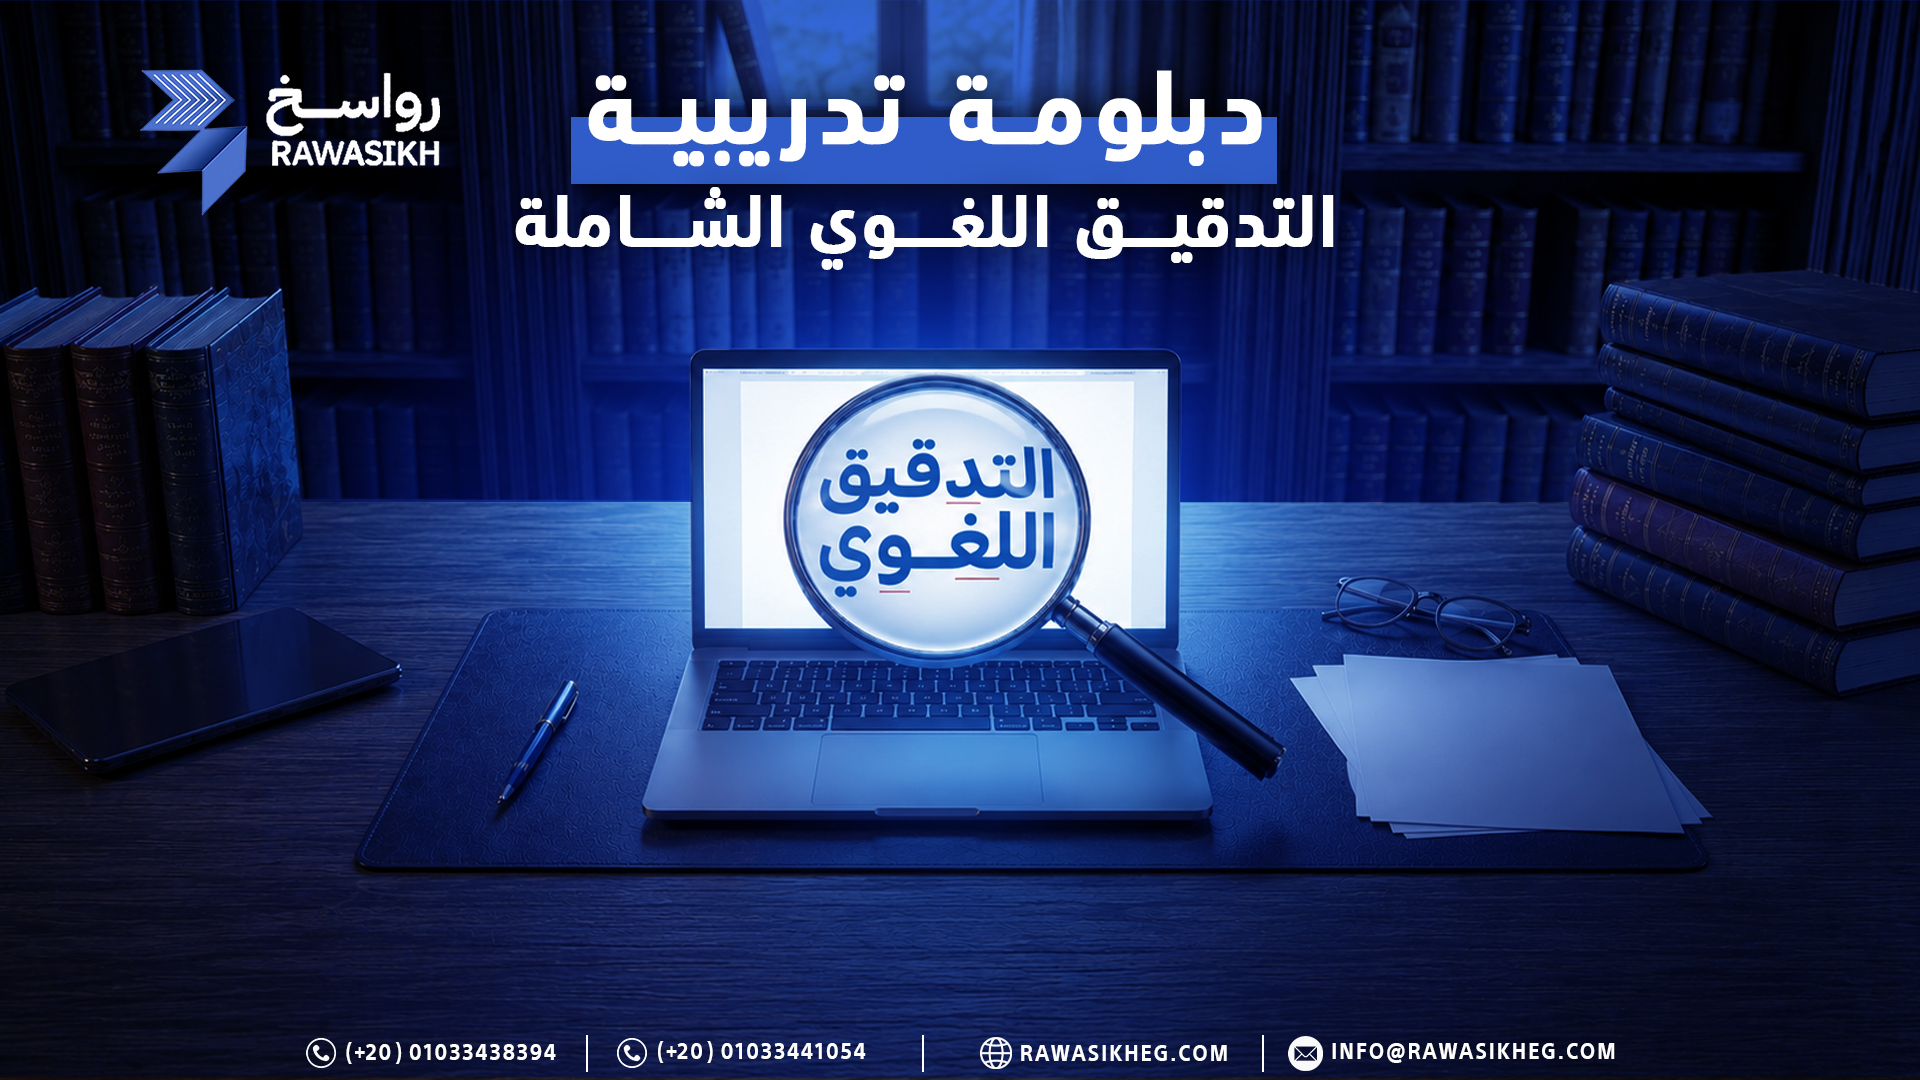 رواسخ
RAWASIKH
دبلومة تدريبية
التدقيق اللغوي الشاملة
التدقيق
اللغوي
(+20) 01033438394
(+20) 01033441054
RAWASIKHEG.COM
INFO@RAWASIKHEG.COM